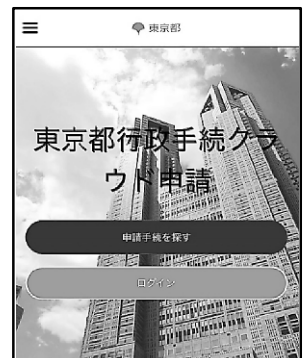 東京都
東京都行政手続クラ
ウド申請
申請手続を探す
ログイン